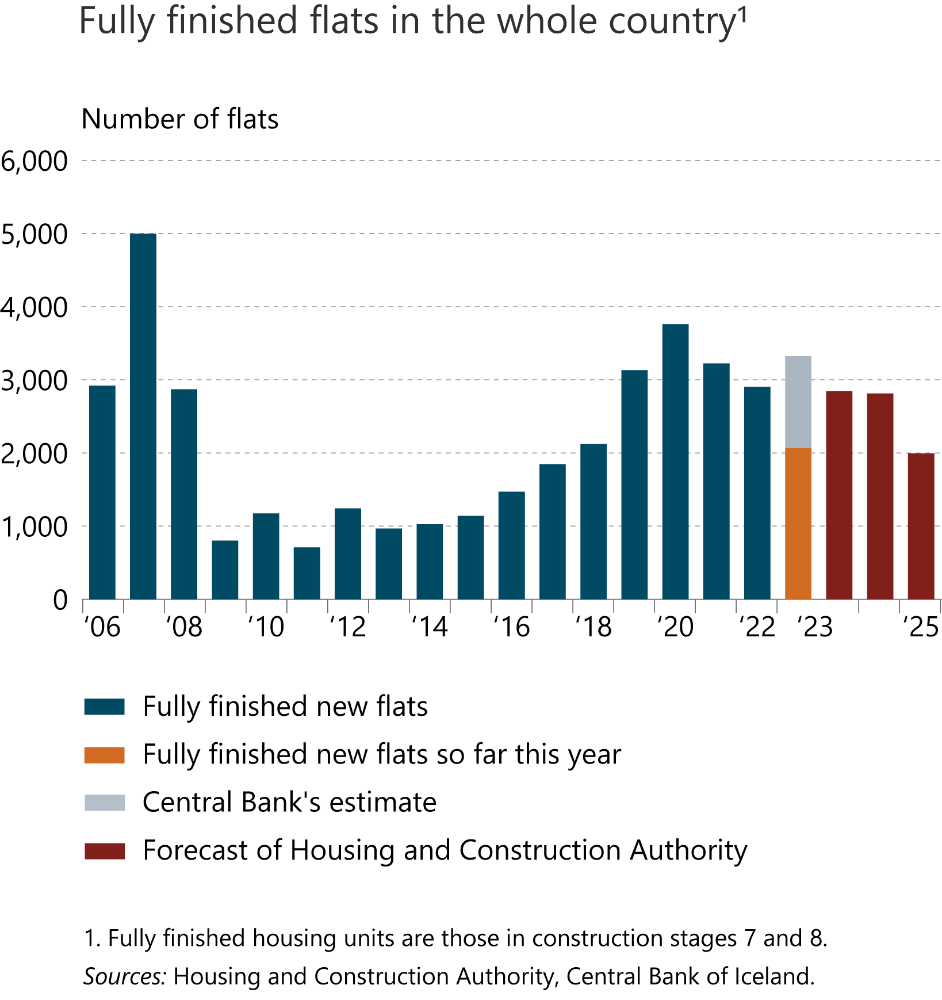 Fully finished flats in the whole country¹
Number of flats
6,000
5,000
4,000
3,000
2,000
1,000
0
‘06 ‘08 ‘10 ‘12 ‘14 ‘16 ‘18 ‘20 ‘22 ‘23 ‘25
Fully finished new flats
Fully finished new flats so far this year
Central Bank's estimate
Forecast of Housing and Construction Authority
1. Fully finished housing units are those in construction stages 7 and 8.
Sources: Housing and Construction Authority, Central Bank of Iceland.